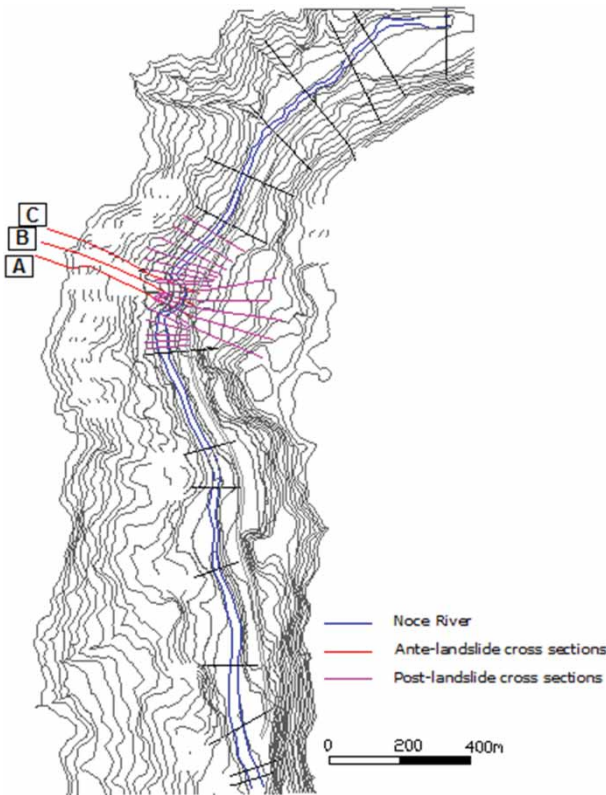 C
B
A
Noce River
Ante-landslide cross sections
Post-landslide cross sections
0 200 400m